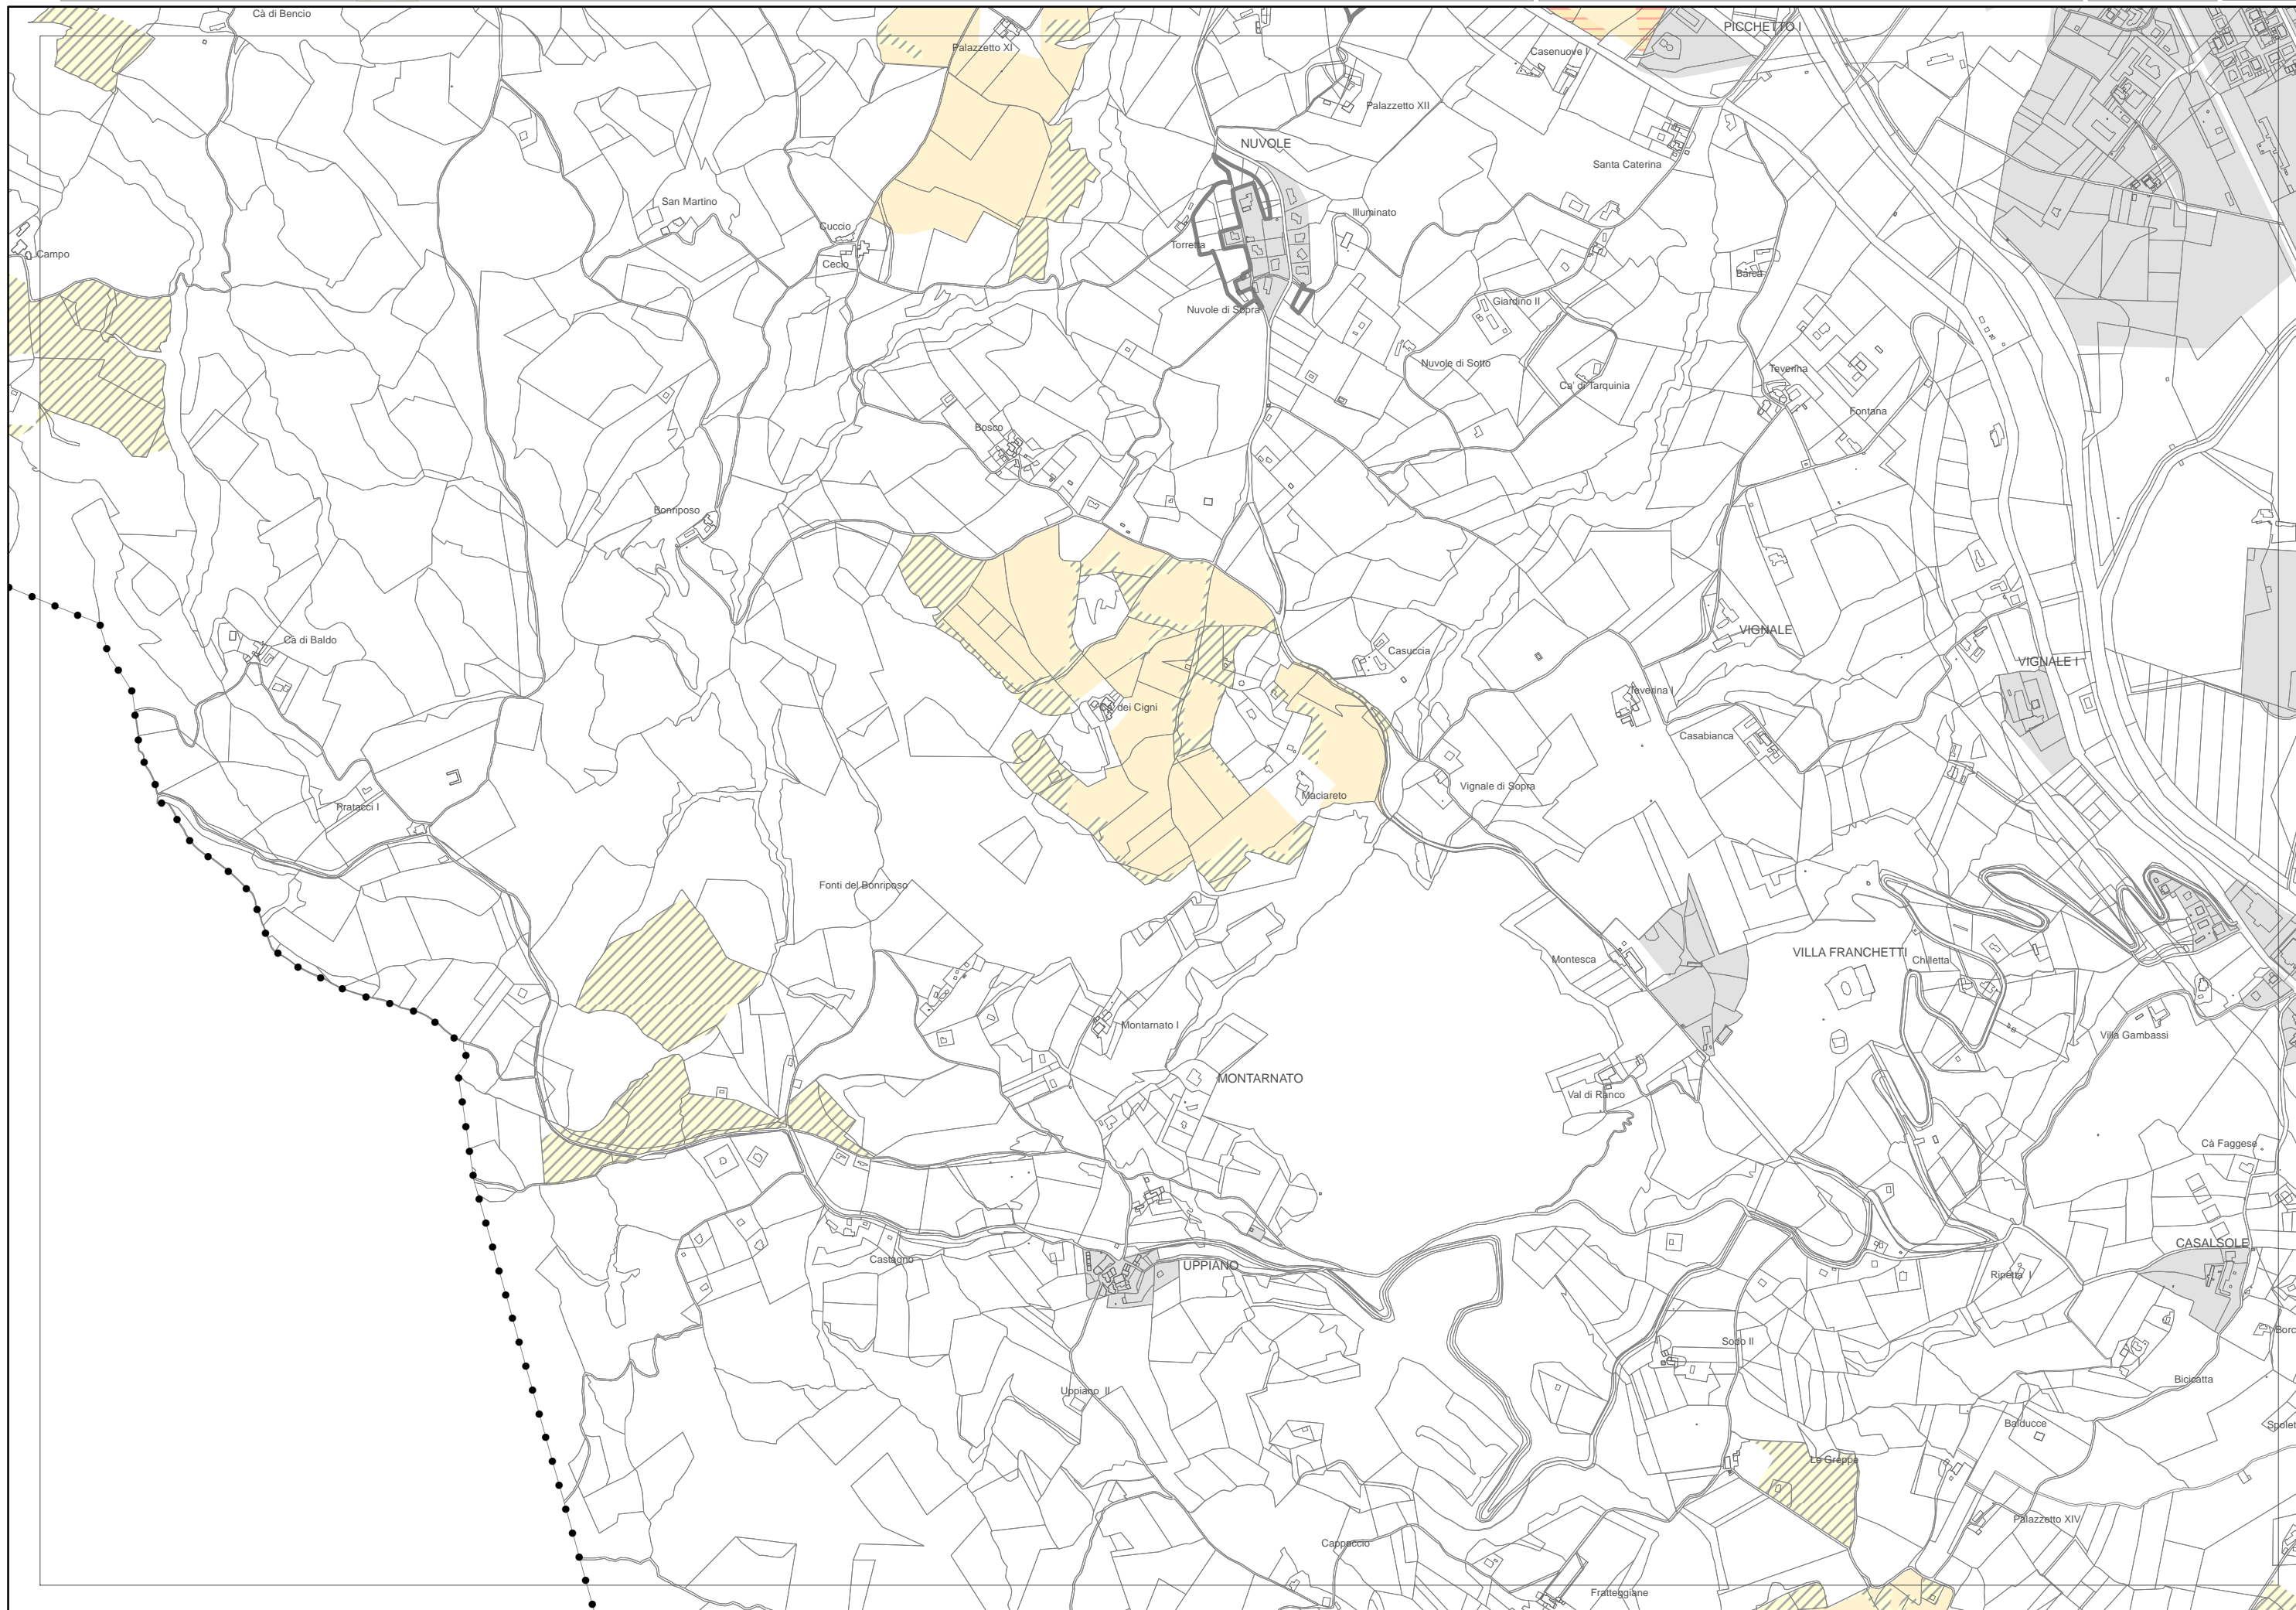 Cà di Bencio
Palazzetto XI
PICCHETTO I
Casenuove I
Palazzetto XII
NUVOLE
Santa Caterina
San Martino
Illuminato
Cuccio
Torretta
Campo
Cecio
Barca
Giardino II
Nuvole di Sopra
Nuvole di Sotto
Teverina
Ca' di Tarquinia
Fontana
Bosco
Bonriposo
VIGNALE
Cà di Baldo
Casuccia
VIGNALE I
Teverina I
Ca' dei Cigni
Casabianca
Vignale di Sopra
Maciareto
Pratacci I
Fonti del Bonriposo
VILLA FRANCHETTI
Montesca
Chilletta
Montarnato I
Villa Gambassi
MONTARNATO
Val di Ranco
Cà Faggese
CASALSOLE
Castagno
UPPIANO
Ripetta I
Borc
Sodo II
Bicicatta
Uppiano II
Balducce
Spolet
Le Greppe
Palazzetto XIV
Cappuccio
Fratteggiane